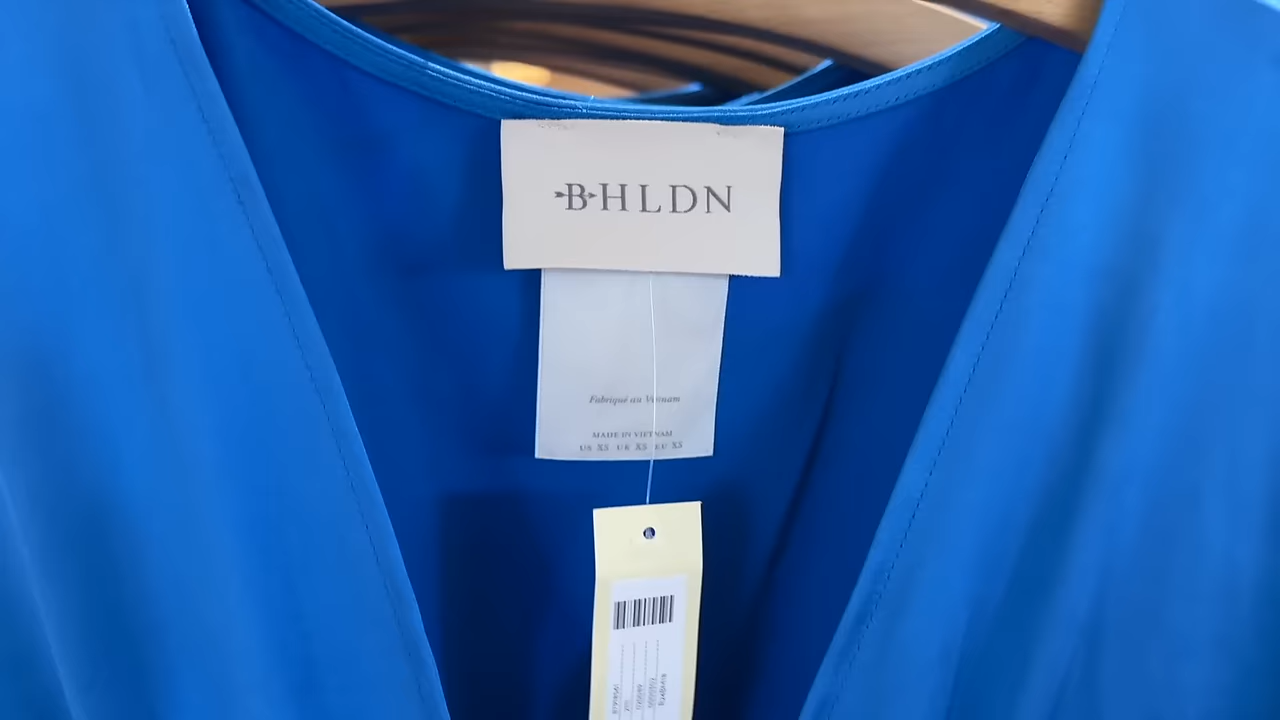 BHLDN
Fabriqué au Vietnam
MADE IN VIETNAM
US XS UK XS EU XS